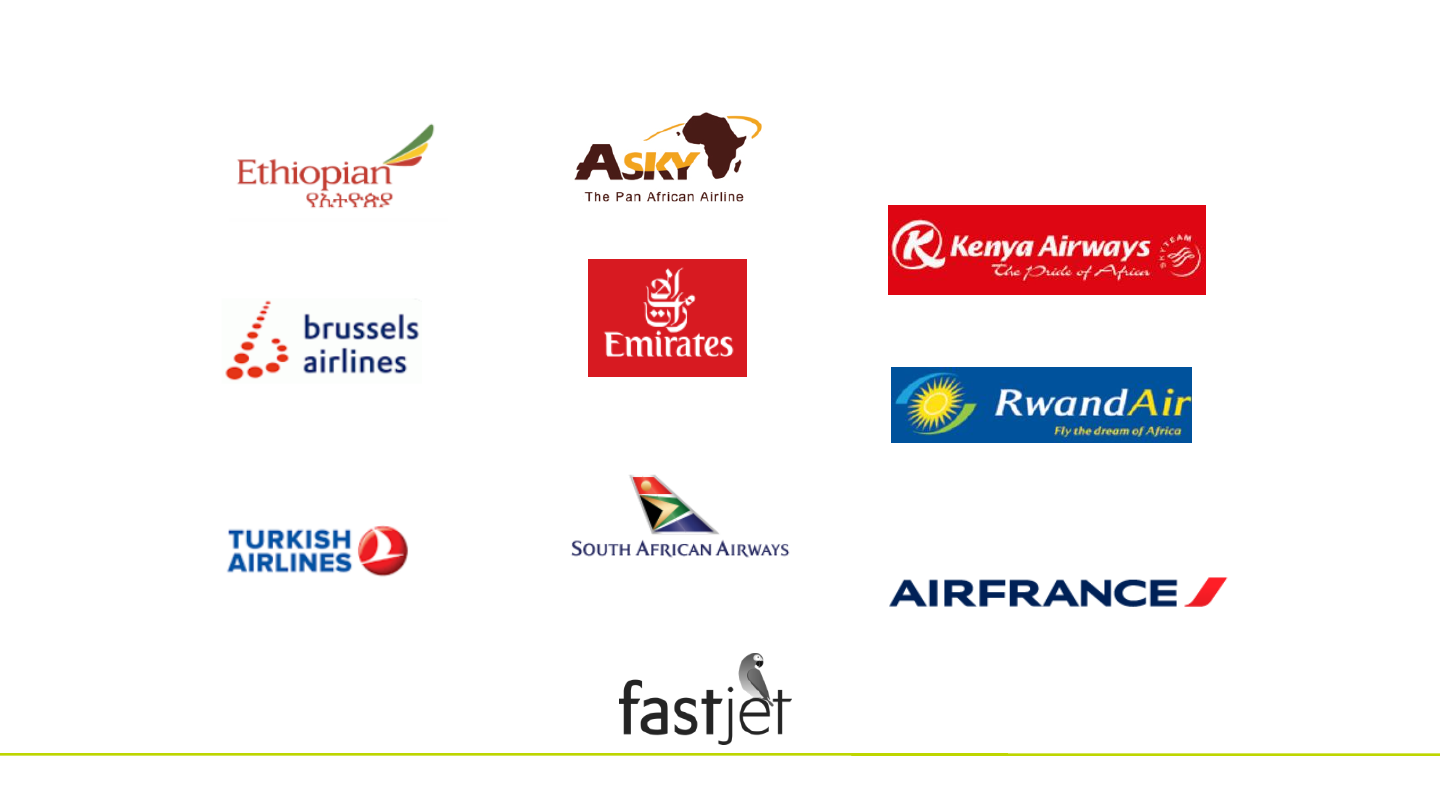 Ethiopian
የኢትዮጵያ
ASKY
The Pan African Airline
Kenya Airways
The Pride of Africa
SKYTEAM
brussels
airlines
الإمارات
Emirates
RwandAir
Fly the dream of Africa
TURKISH
AIRLINES
SOUTH AFRICAN AIRWAYS
AIRFRANCE
fastjet